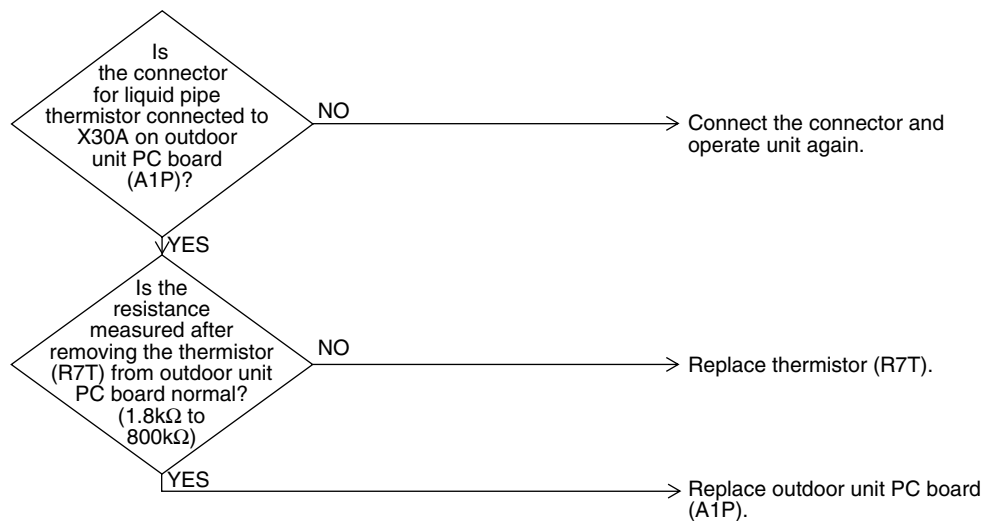 Is
the connector
for liquid pipe
thermistor connected to
X30A on outdoor
unit PC board
(A1P)?
NO
Connect the connector and
operate unit again.
YES
Is the
resistance
measured after
removing the thermistor
(R7T) from outdoor unit
PC board normal?
(1.8kΩ to
800kΩ)
NO
Replace thermistor (R7T).
YES
Replace outdoor unit PC board
(A1P).